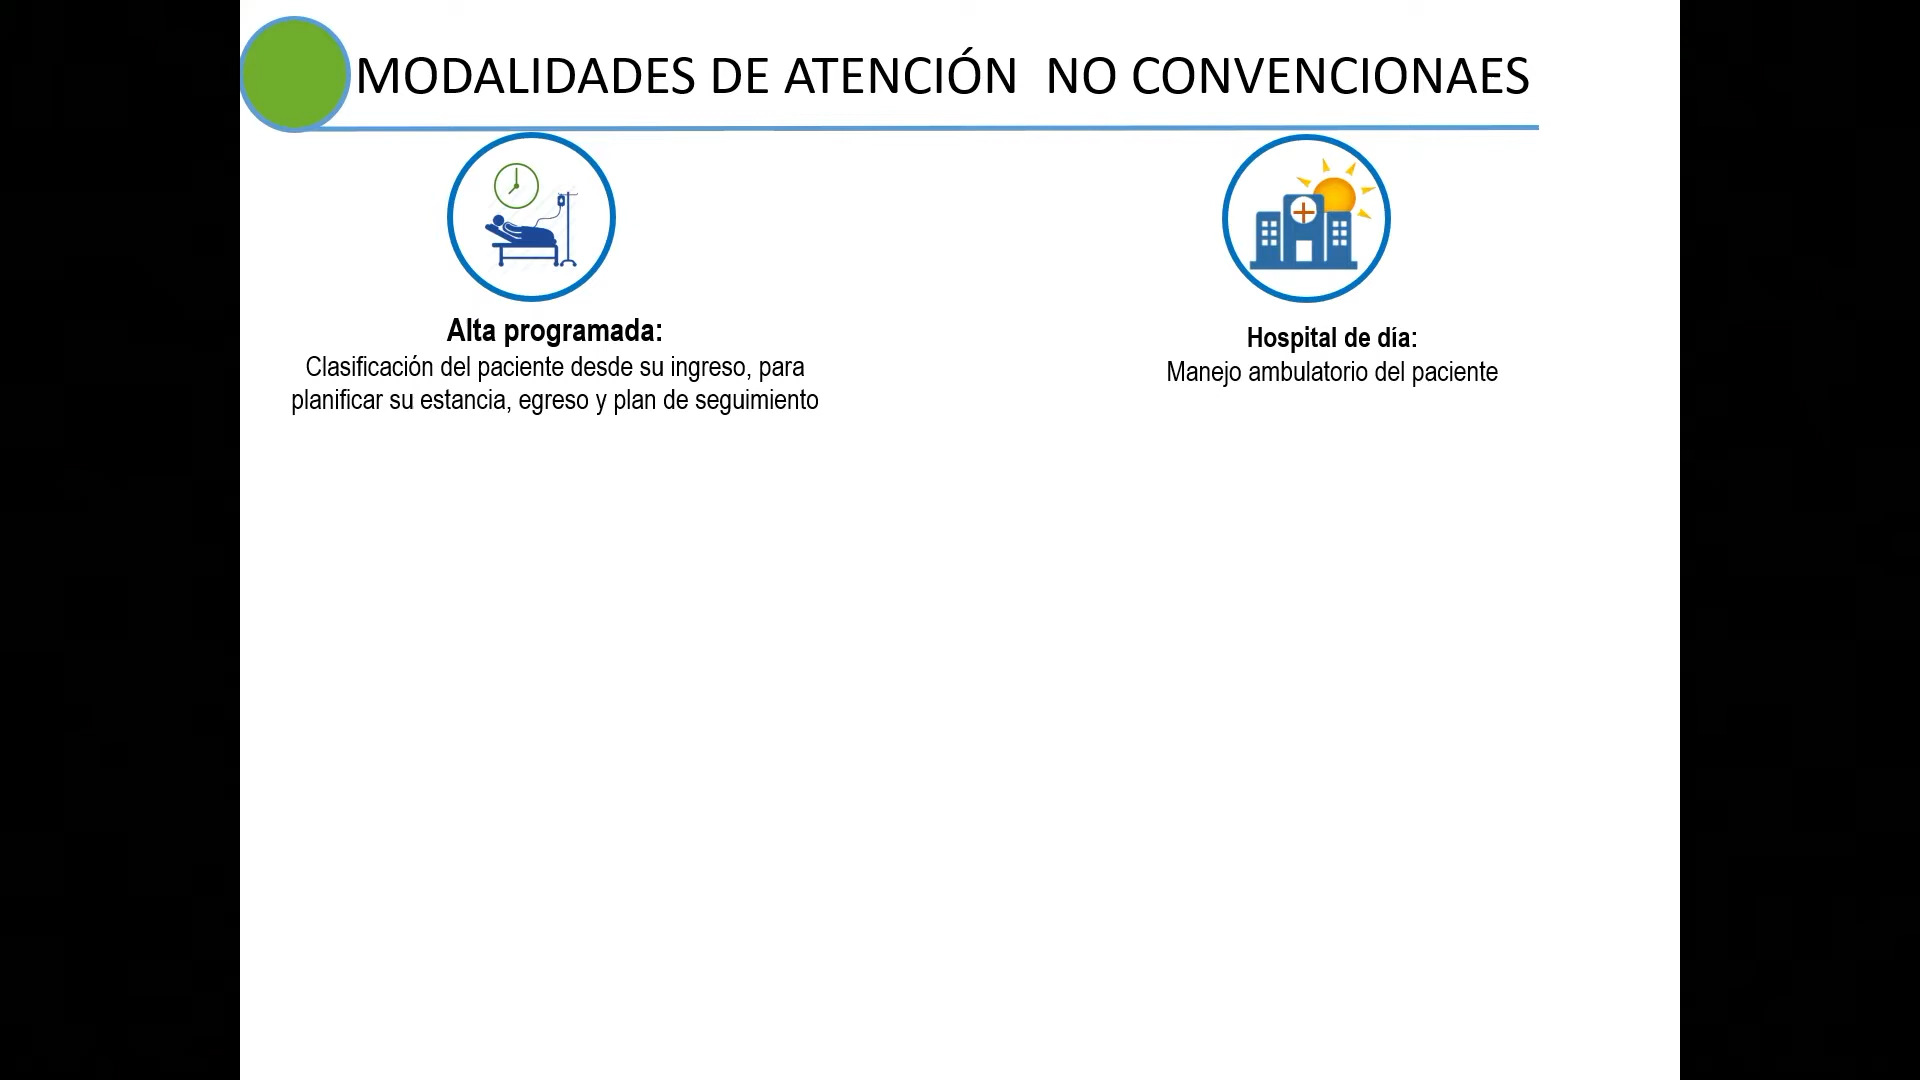 MODALIDADES DE ATENCIÓN  NO CONVENCIONAES
Alta programada:
Clasificación del paciente desde su ingreso, para
planificar su estancia, egreso y plan de seguimiento
Hospital de día:
Manejo ambulatorio del paciente